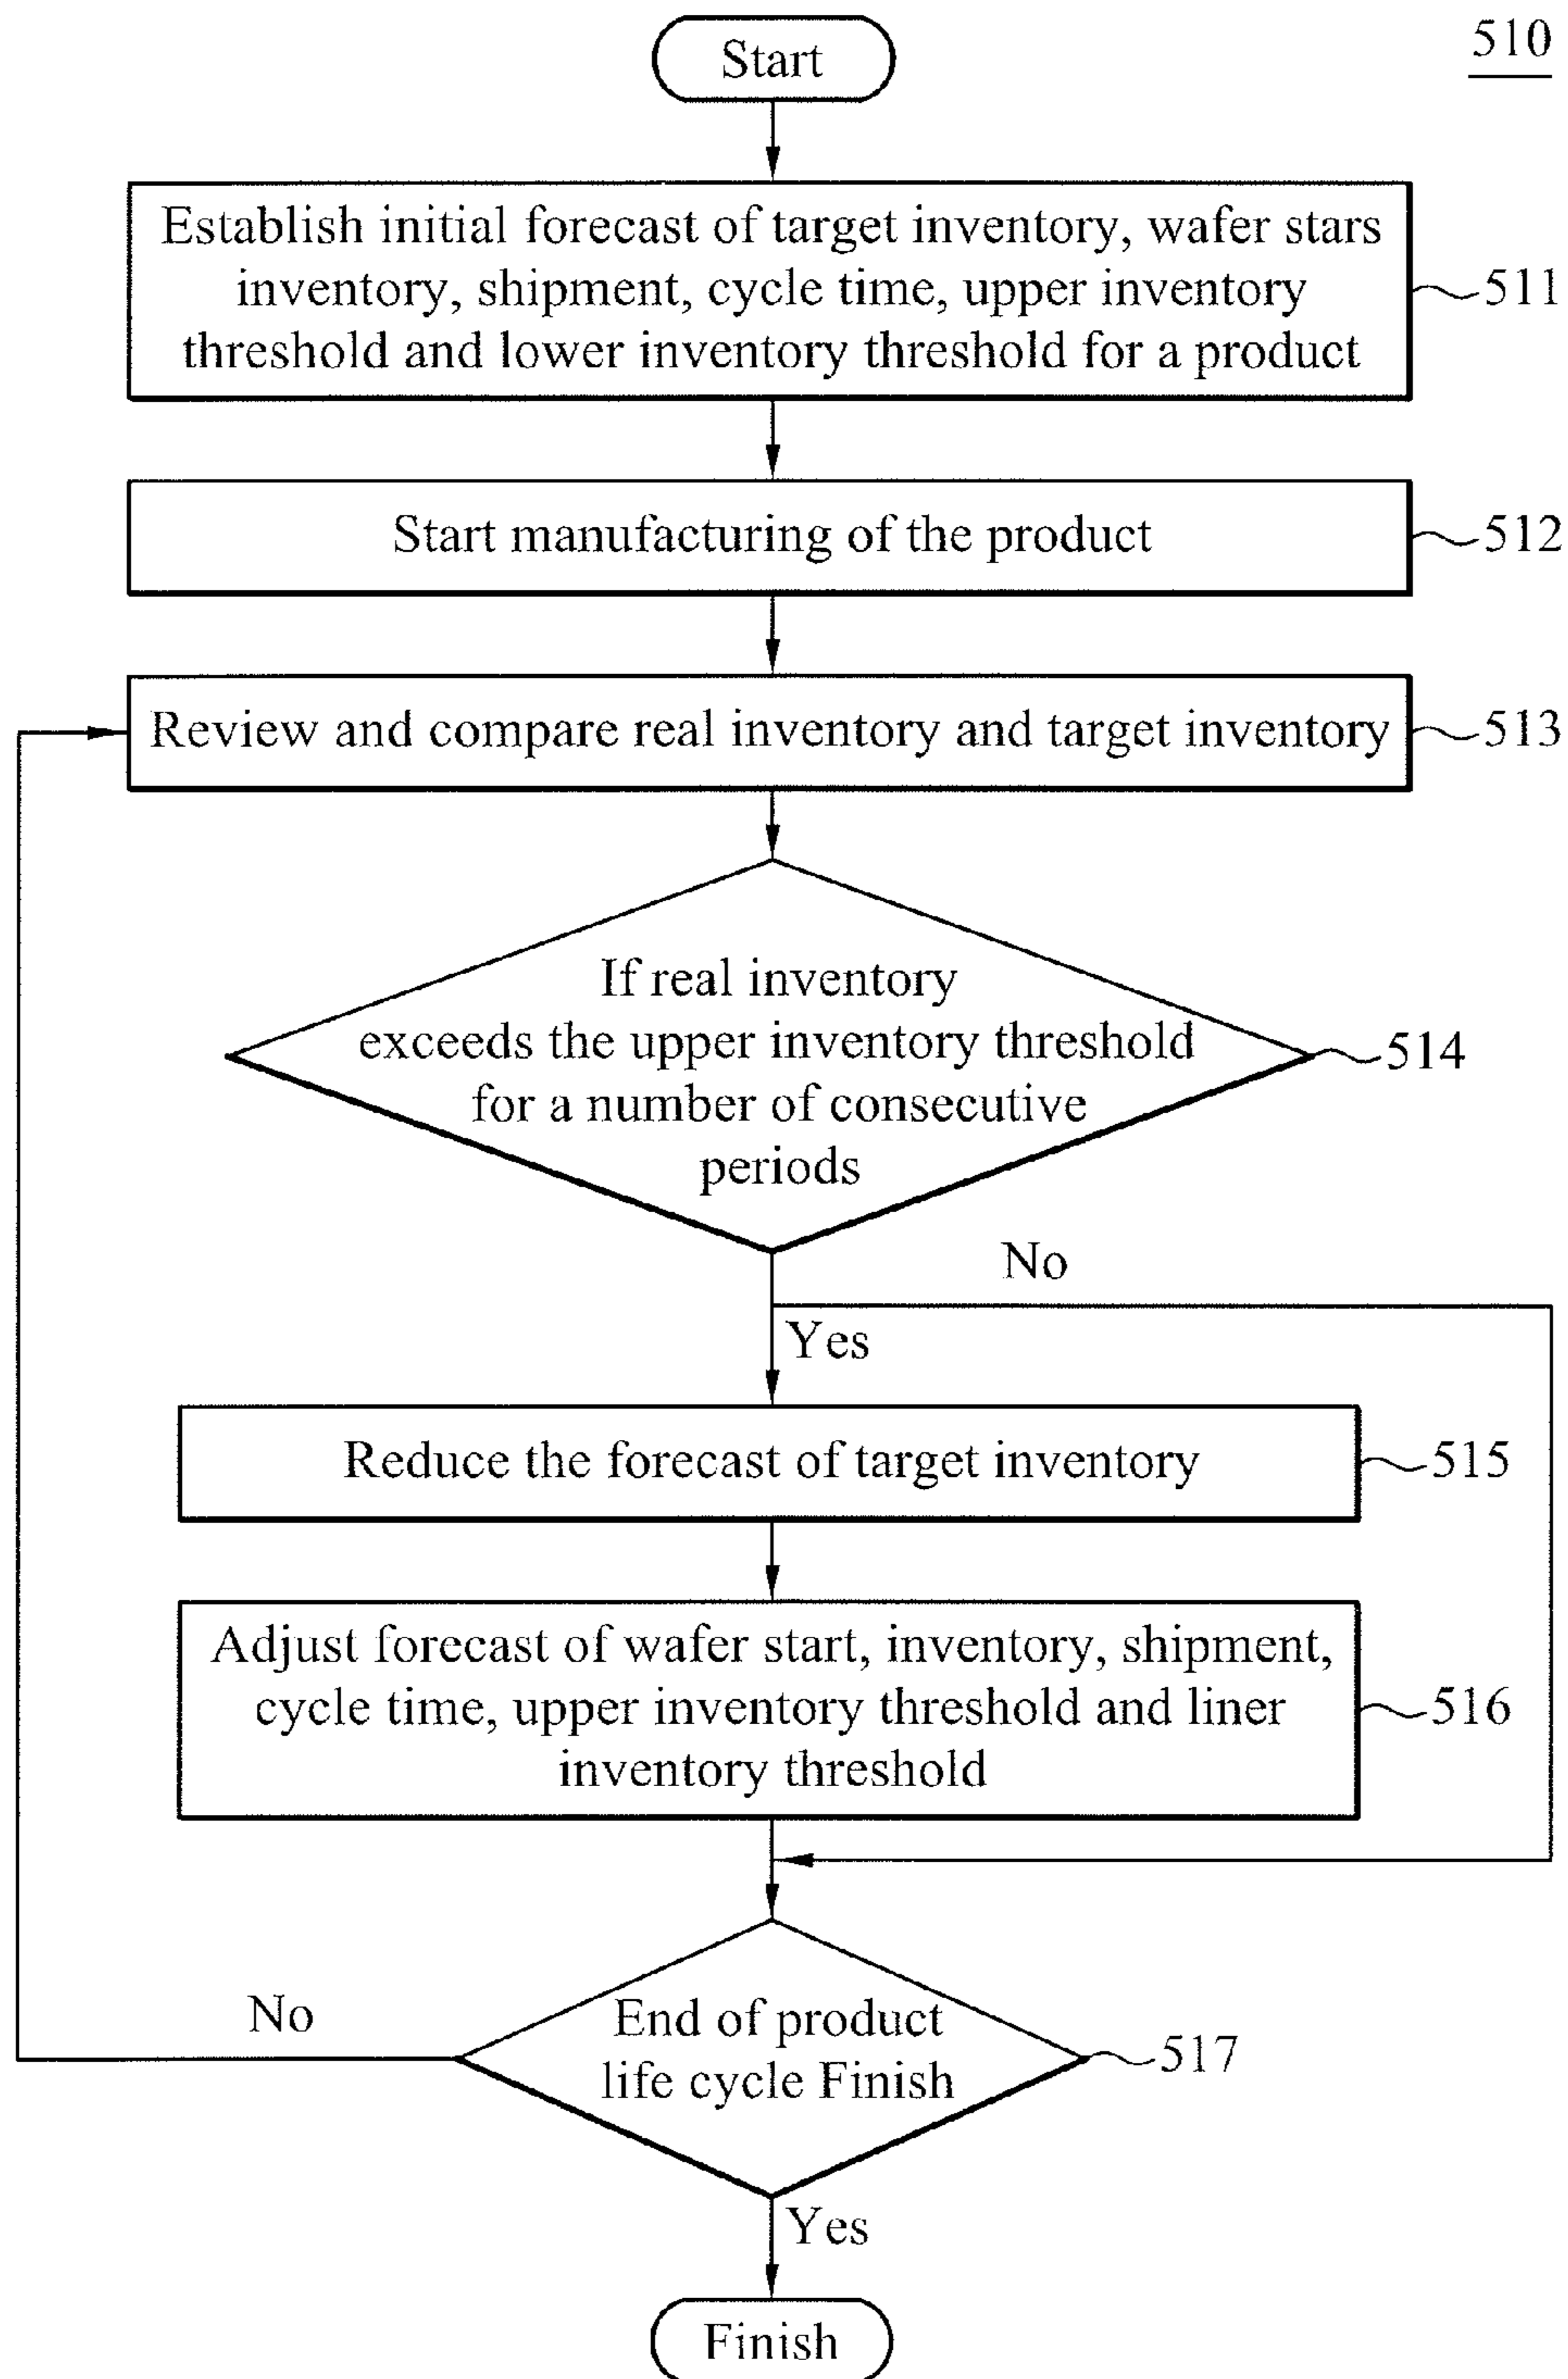 510
Start
Establish initial forecast of target inventory, wafer stars
inventory, shipment, cycle time, upper inventory
threshold and lower inventory threshold for a product
511
Start manufacturing of the product
512
Review and compare real inventory and target inventory
513
If real inventory
exceeds the upper inventory threshold
for a number of consecutive
periods
514
No
Yes
Reduce the forecast of target inventory
515
Adjust forecast of wafer start, inventory, shipment,
cycle time, upper inventory threshold and liner
inventory threshold
516
No
End of product
life cycle Finish
517
Yes
Finish